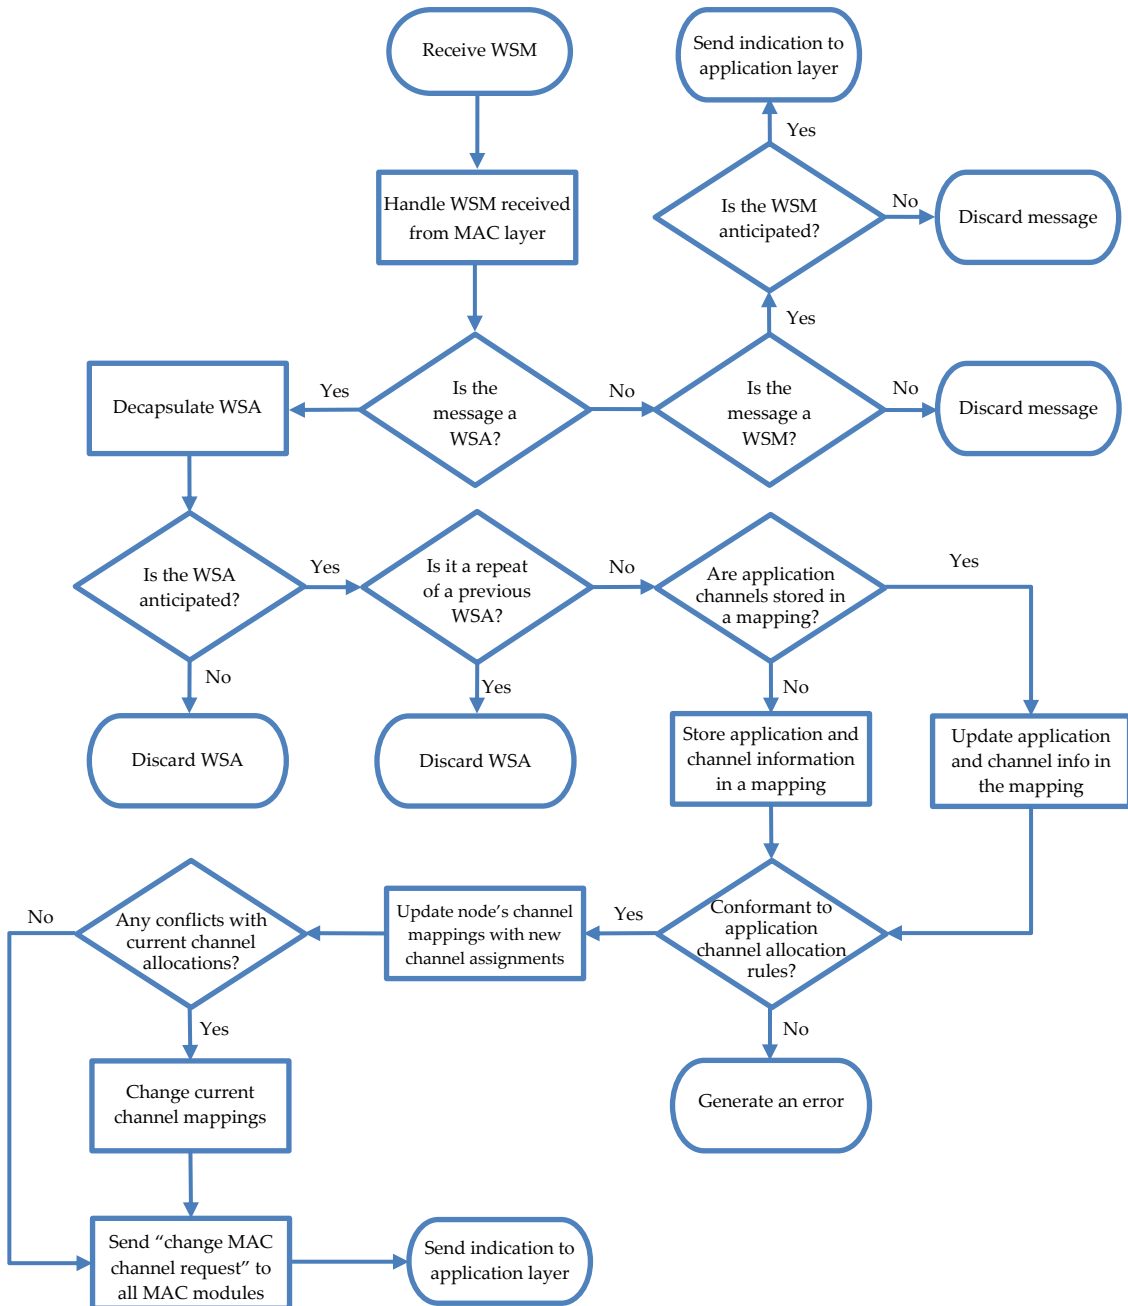 Receive WSM
Send indication to
application layer
Yes
Handle WSM received
from MAC layer
Is the WSM
anticipated?
No
Discard message
Yes
Decapsulate WSA
Yes
Is the
message a
WSA?
No
Is the
message a
WSM?
No
Discard message
Is the WSA
anticipated?
Yes
Is it a repeat
of a previous
WSA?
No
Are application
channels stored in
a mapping?
Yes
No
Yes
No
Discard WSA
Discard WSA
Store application and
channel information
in a mapping
Update application
and channel info in
the mapping
No
Any conflicts with
current channel
allocations?
Update node’s channel
mappings with new
channel assignments
Yes
Conformant to
application
channel allocation
rules?
Yes
No
Change current
channel mappings
Generate an error
Send “change MAC
channel request” to
all MAC modules
Send indication to
application layer